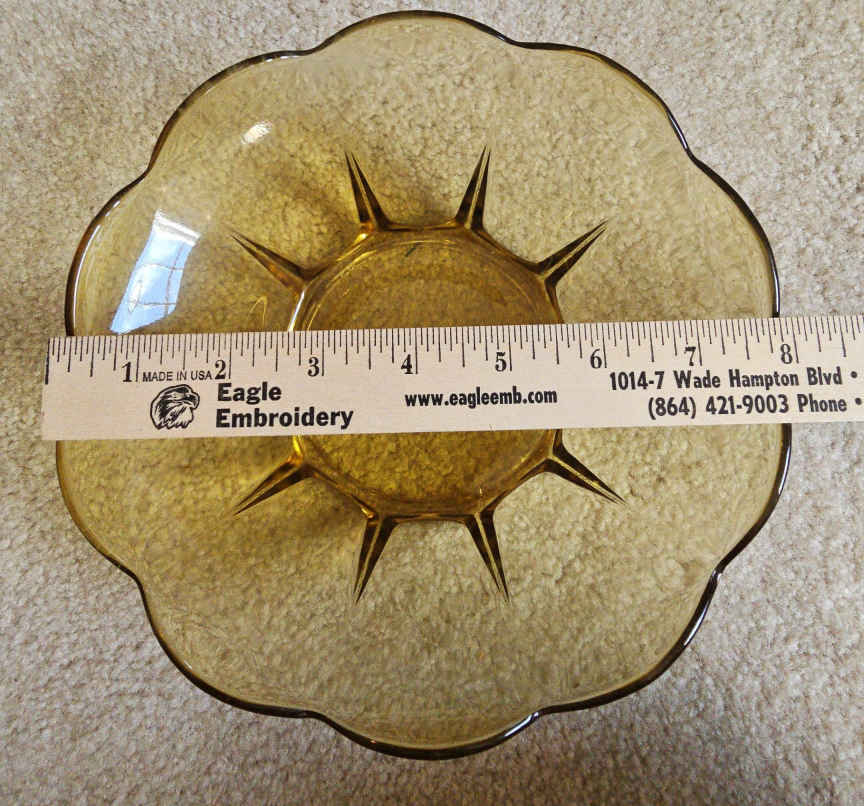 1 2 3 4 5 6 7 8
MADE IN USA
Eagle
Embroidery
www.eagleemb.com
1014-7 Wade Hampton Blvd •
(864) 421-9003 Phone •